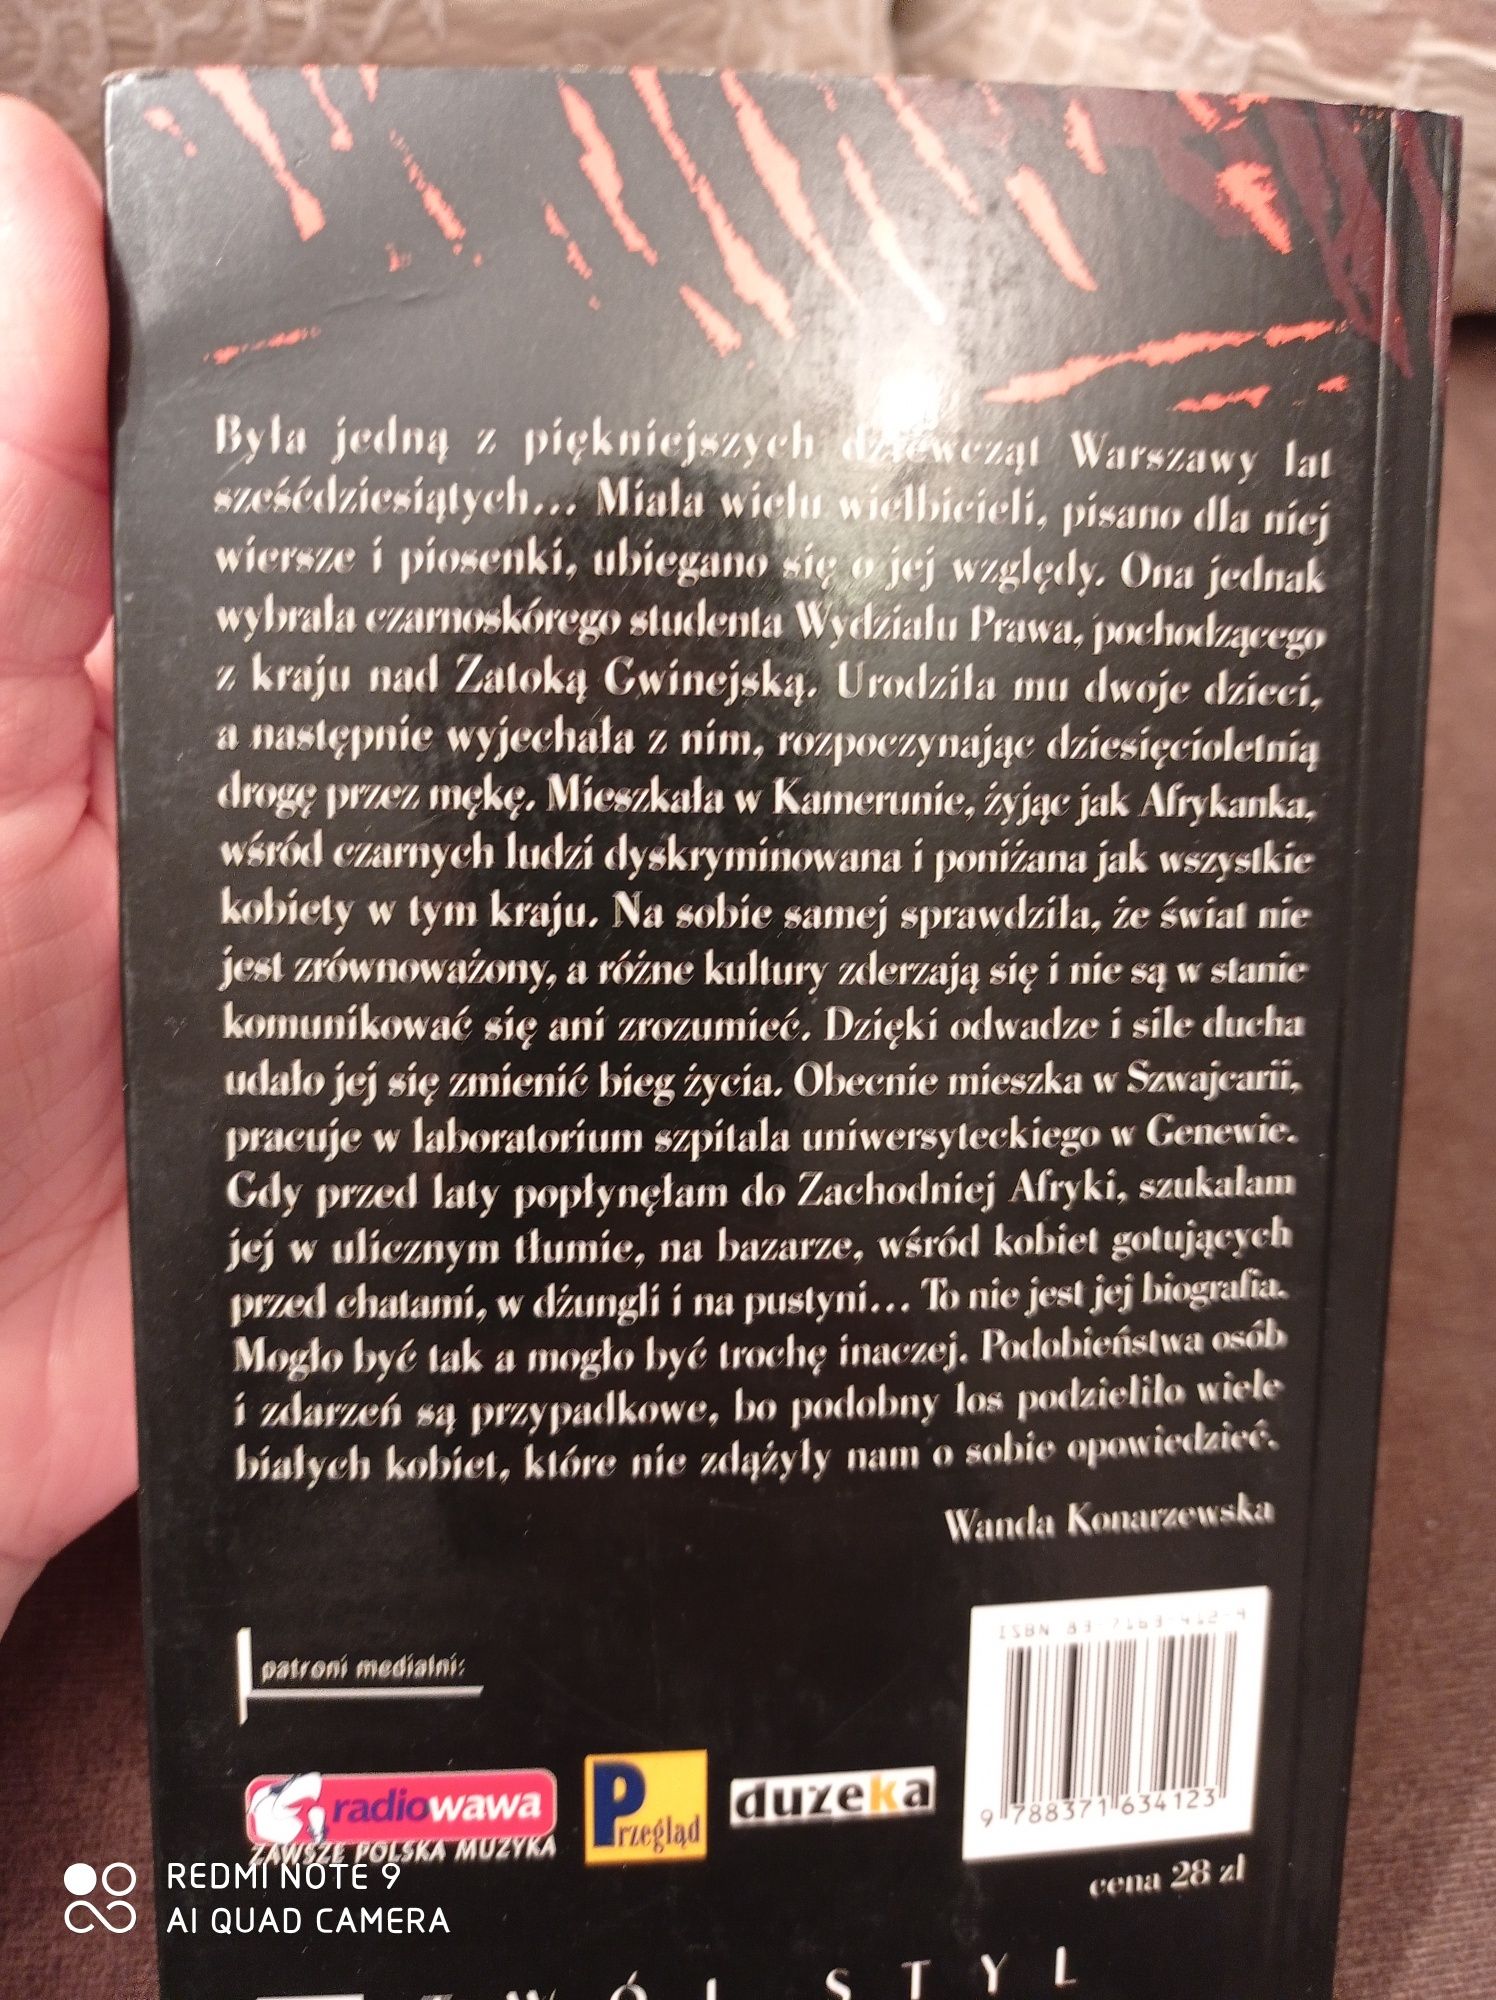 Była jedną z piękniejszych dziewcząt Warszawy lat
sześćdziesiątych... Miała wielu wielbicieli, pisano dla niej
wiersze i piosenki, ubiegano się o jej względy. Ona jednak
wybrała czarnoskórego studenta Wydziału Prawa, pochodzącego
z kraju nad Zatoką Gwinejską. Urodziła mu dwoje dzieci,
a następnie wyjechała z nim, rozpoczynając dziesięcioletnią
drogę przez mękę. Mieszkała w Kamerunie, żyjąc jak Afrykanka,
wśród czarnych ludzi dyskryminowana i poniżana jak wszystkie
kobiety w tym kraju. Na sobie samej sprawdziła, że świat nie
jest zrównoważony, a różne kultury zderzają się i nie są w stanie
komunikować się ani zrozumieć. Dzięki odwadze i sile ducha
udało jej się zmienić bieg życia. Obecnie mieszka w Szwajcarii,
pracuje w laboratorium szpitala uniwersyteckiego w Genewie.
Gdy przed laty popłynęłam do Zachodniej Afryki, szukałam
jej w ulicznym tłumie, na bazarze, wśród kobiet gotujących
przed chatami, w dżungli i na pustyni... To nie jest jej biografia.
Mogło być tak a mogło być trochę inaczej. Podobieństwa osób
i zdarzeń są przypadkowe, bo podobny los podzieliło wiele
białych kobiet, które nie zdążyły nam o sobie opowiedzieć.
Wanda Konarzewska
ISBN 83-7163-412-9
patroni medialni:
radiowawa
ZAWSZE POLSKA MUZYKA
Przegląd
duzeka
9 788371 634123
cena 28 zł
REDMI NOTE 9
AI QUAD CAMERA
TWÓJ STYL